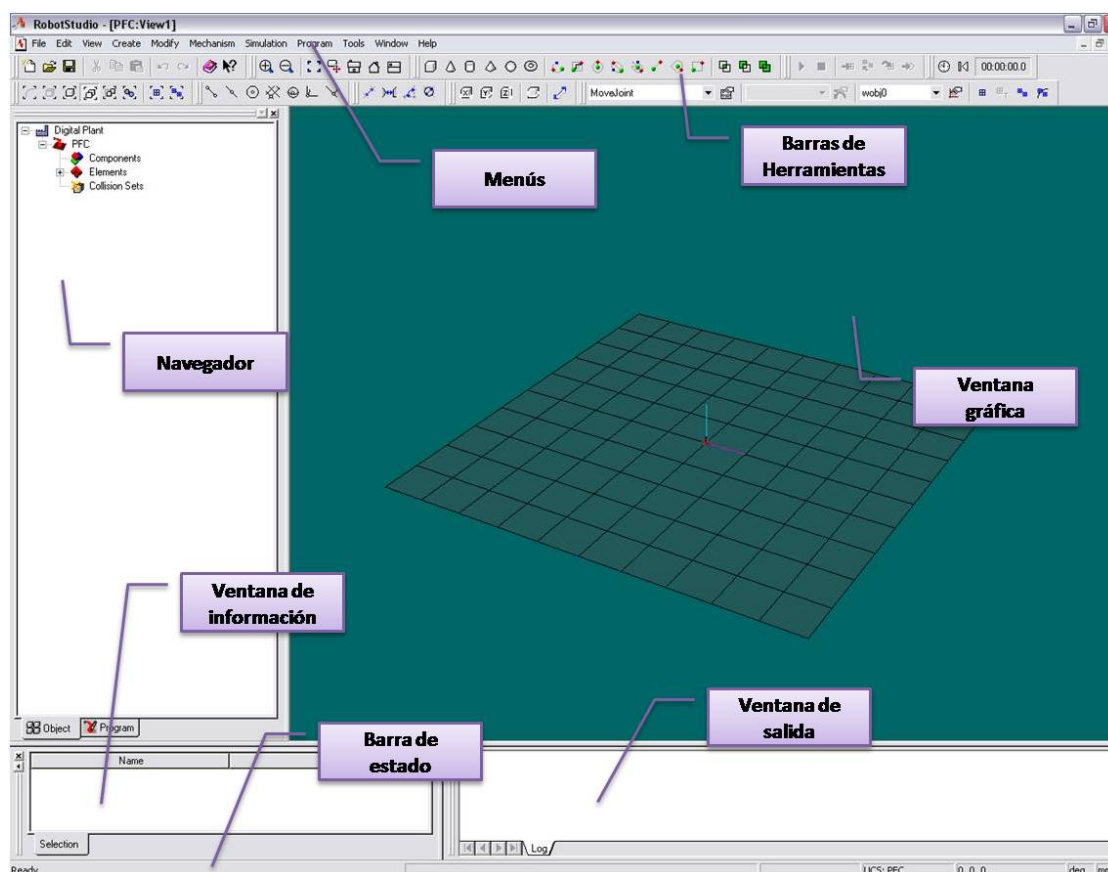 RobotStudio - [PFC:View1]
File Edit View Create Modify Mechanism Simulation Program Tools Window Help
00:00:00.0
MoveJoint wobj0
Digital Plant
PFC
Components
Elements
Collision Sets
Menús
Barras de
Herramientas
Navegador
Ventana
gráfica
Ventana de
información
Ventana de
salida
Barra de
estado
Object Program
Name
Selection
Log
Ready UCS: PFC 0, 0, 0 deg